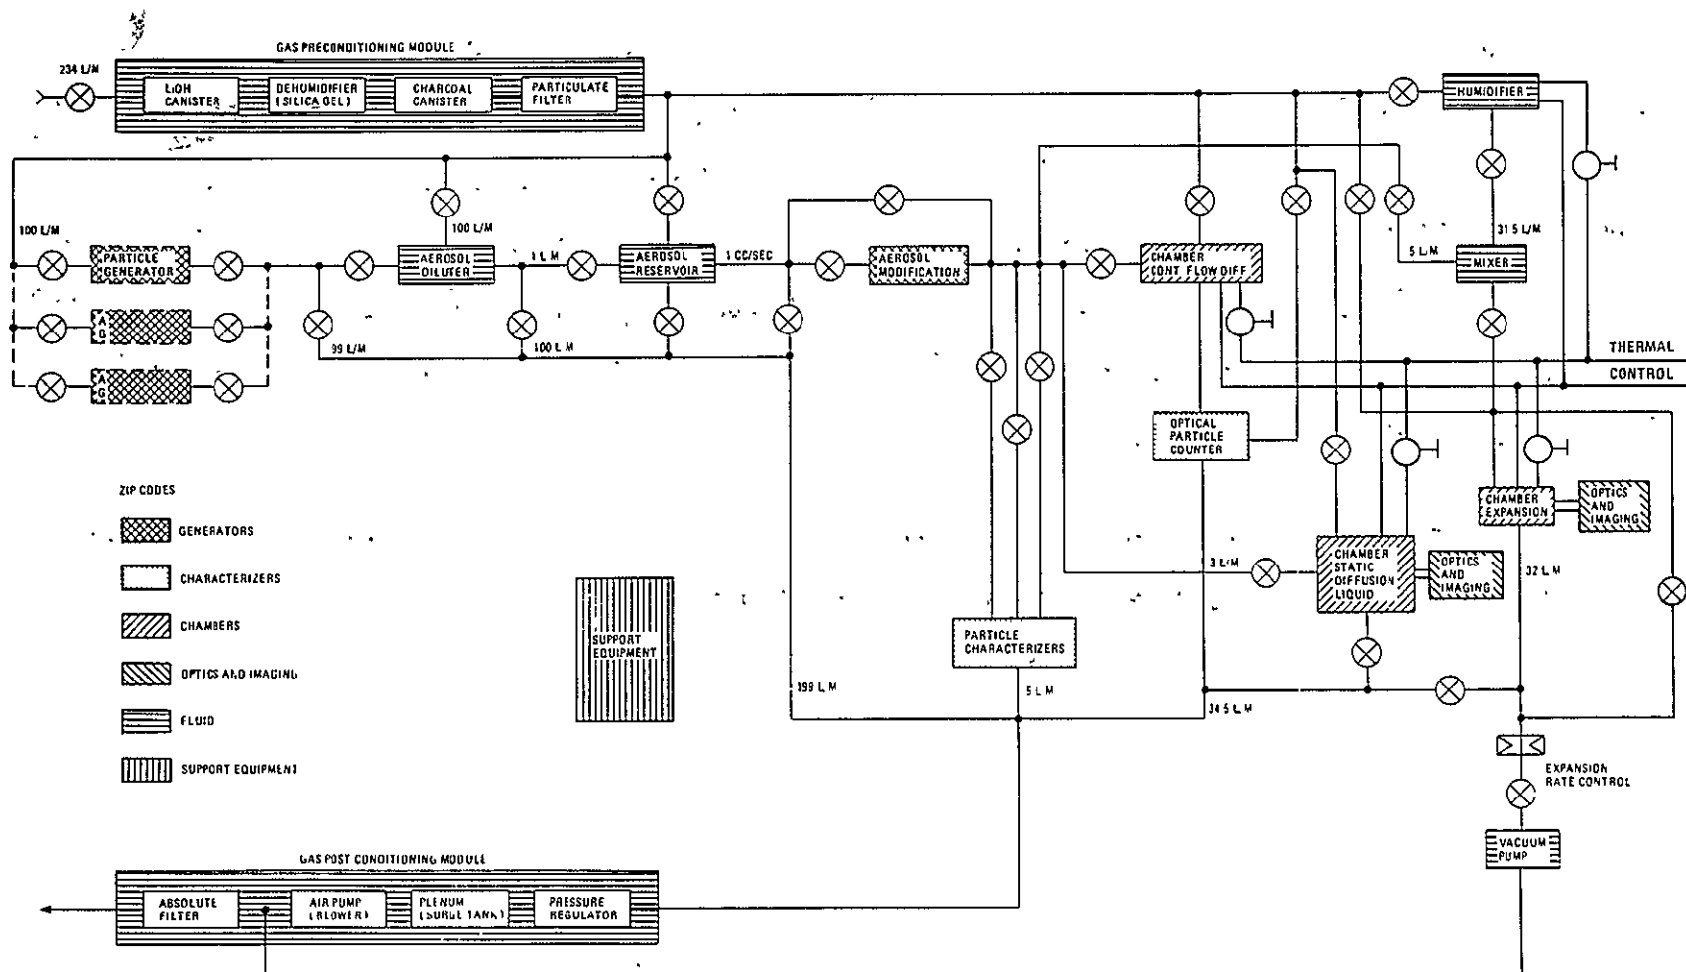 GAS PRECONDITIONING MODULE
234 L/M
LiOH
CANISTER
DEHUMIDIFIER
(SILICA GEL)
CHARCOAL
CANISTER
PARTICULATE
FILTER
HUMIDIFIER
100 L/M
100 L/M
PARTICLE
GENERATOR
AEROSOL
DILUTER
1 L M
AEROSOL
RESERVOIR
1 CC/SEC
AEROSOL
MODIFICATION
CHAMBER
CONT. FLOW DIFF
5 L/M
31 5 L/M
MIXER
A
G
99 L/M
100 L M
A
G
THERMAL
CONTROL
OPTICAL
PARTICLE
COUNTER
ZIP CODES
GENERATORS
CHARACTERIZERS
CHAMBERS
OPTICS AND IMAGING
FLUID
SUPPORT EQUIPMENT
SUPPORT
EQUIPMENT
CHAMBER
EXPANSION
OPTICS
AND
IMAGING
3 L/M
CHAMBER
STATIC
DIFFUSION
LIQUID
OPTICS
AND
IMAGING
32 L M
PARTICLE
CHARACTERIZERS
199 L M
5 L M
34 5 L M
EXPANSION
RATE CONTROL
VACUUM
PUMP
GAS POST CONDITIONING MODULE
ABSOLUTE
FILTER
AIR PUMP
(BLOWER)
PLENUM
(SURGE TANK)
PRESSURE
REGULATOR